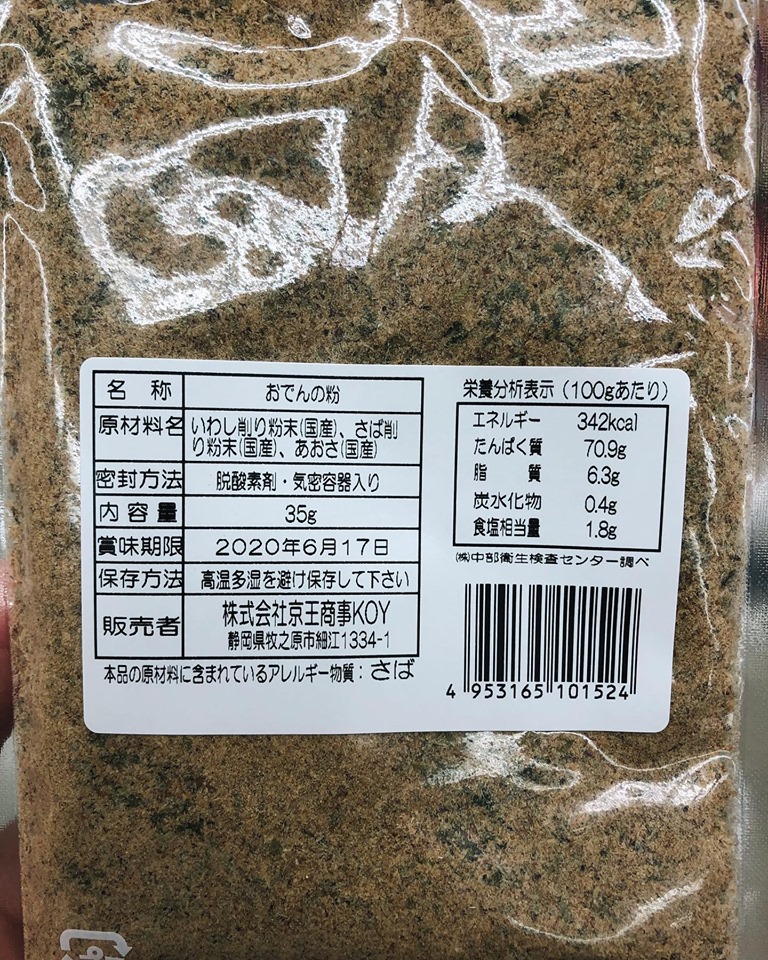 名 称 おでんの粉
原材料名 いわし削り粉末(国産)、さば削
り粉末(国産)、あおさ(国産)
密封方法 脱酸素剤・気密容器入り
内容量 35g
賞味期限 2020年6月17日
保存方法 高温多湿を避け保存して下さい
販売者 株式会社京王商事KOY
静岡県牧之原市細江1334-1
本品の原材料に含まれているアレルギー物質：さば
栄養分析表示（100gあたり）
エネルギー 342kcal
たんぱく質 70.9g
脂 質 6.3g
炭水化物 0.4g
食塩相当量 1.8g
㈱中部衛生検査センター調べ
4 953165 101524